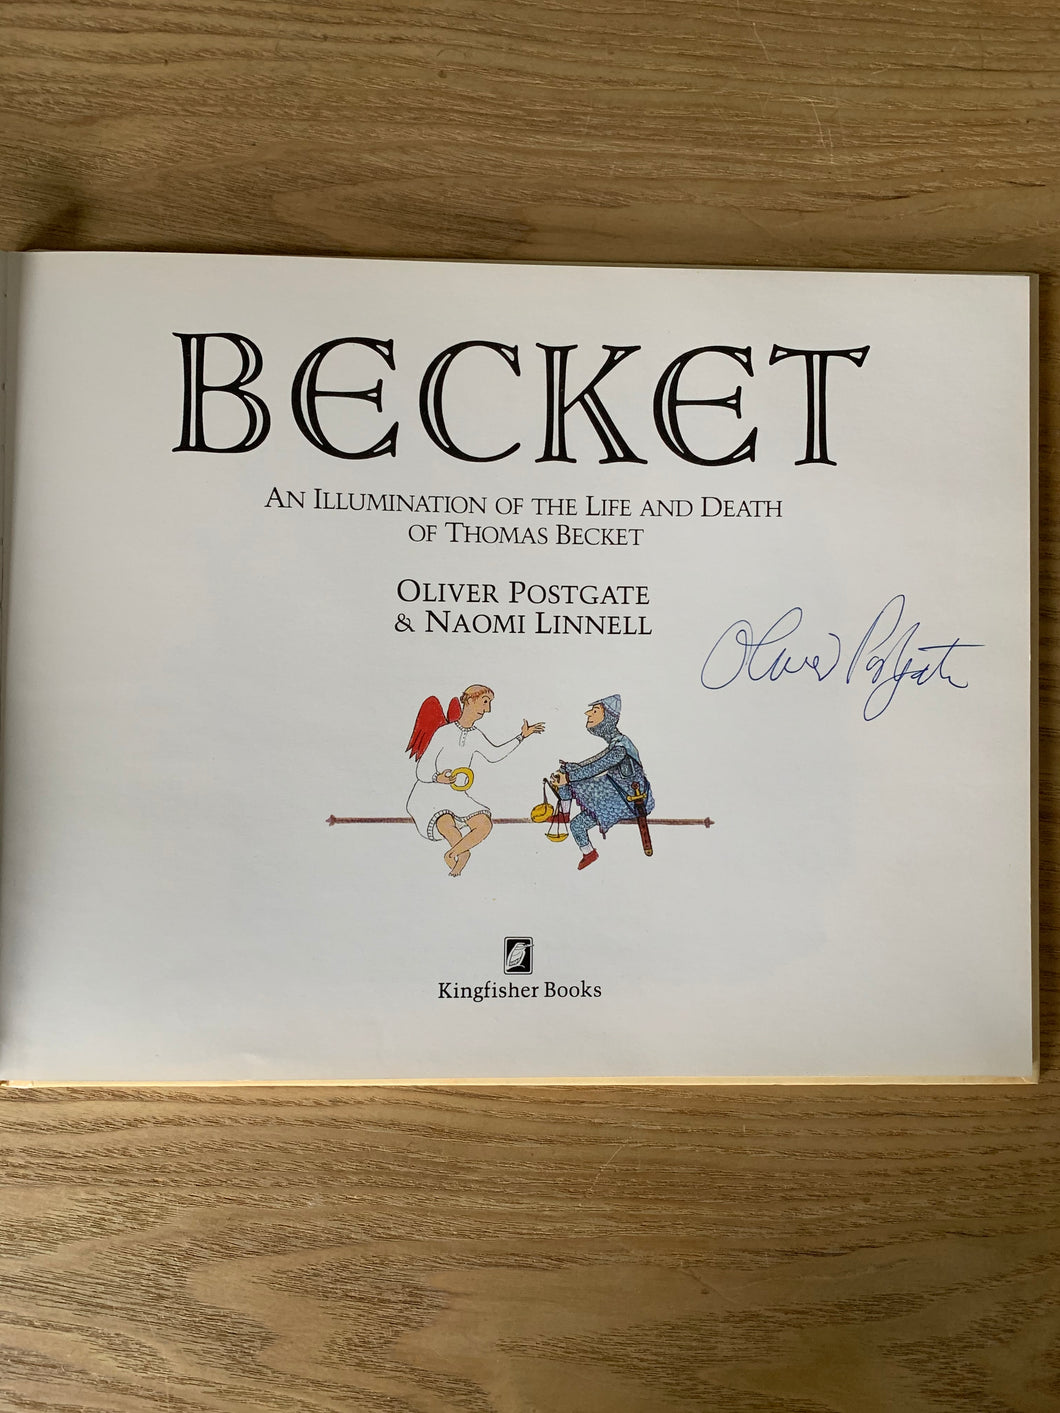 BECKET
AN ILLUMINATION OF THE LIFE AND DEATH
OF THOMAS BECKET
OLIVER POSTGATE
& NAOMI LINNELL
Oliver Postgate
Kingfisher Books